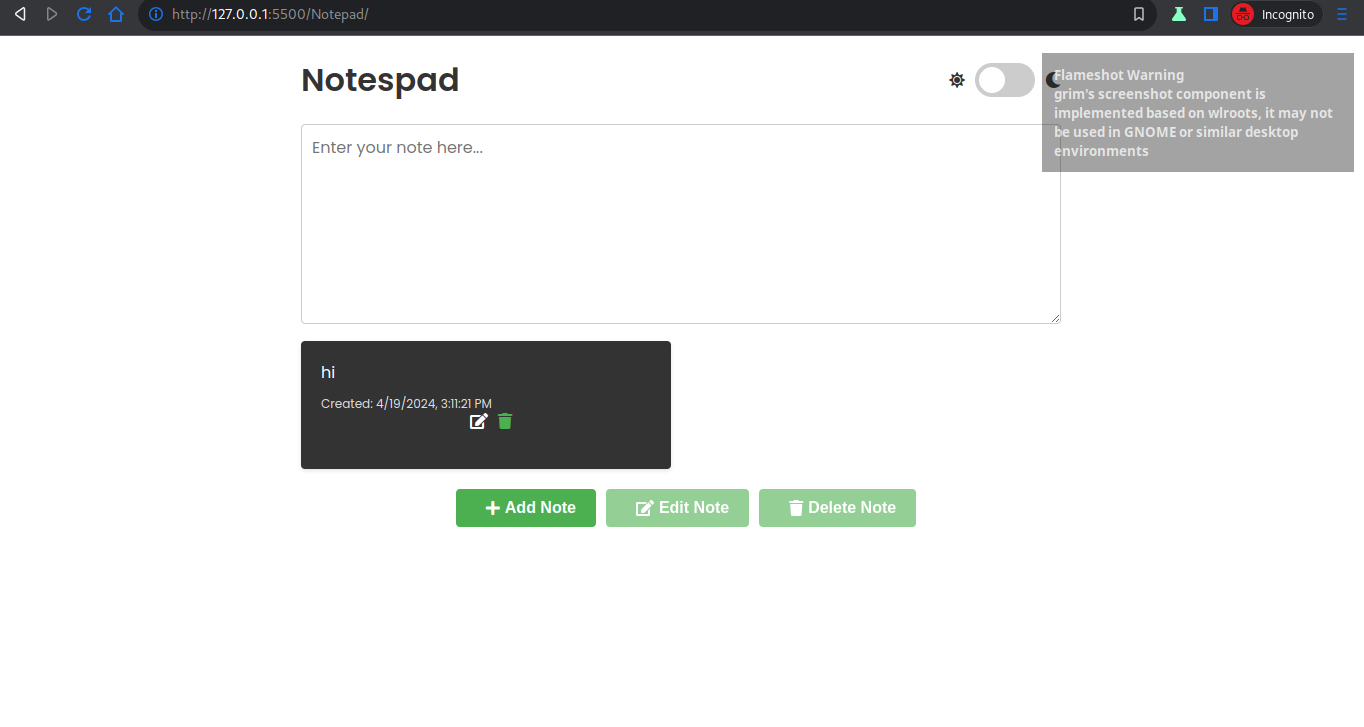 http://127.0.0.1:5500/Notepad/
Incognito
Notespad
Flameshot Warning
grim's screenshot component is
implemented based on wlroots, it may not
be used in GNOME or similar desktop
environments
Enter your note here...
hi
Created: 4/19/2024, 3:11:21 PM
Add Note
Edit Note
Delete Note